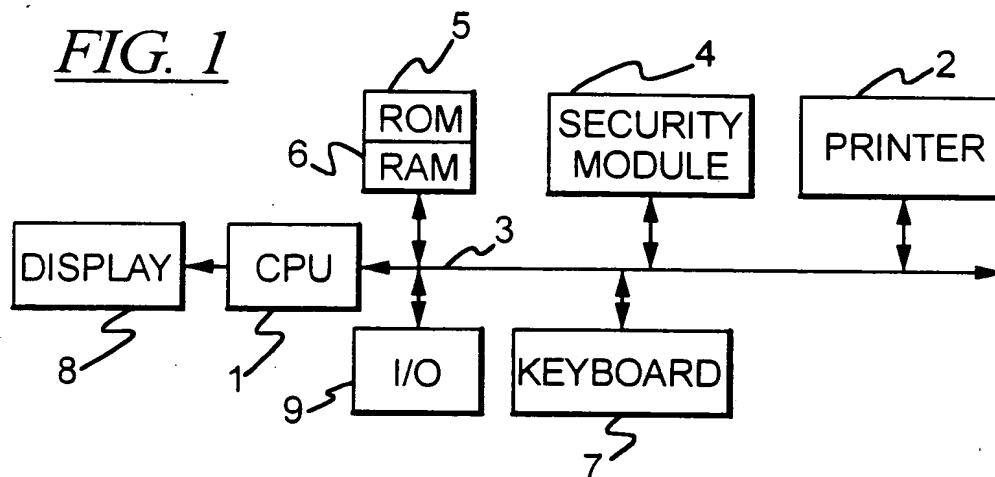 FIG. 1
5
4
2
ROM
6
RAM
SECURITY
MODULE
PRINTER
3
DISPLAY
CPU
8
1
9
I/O
KEYBOARD
7